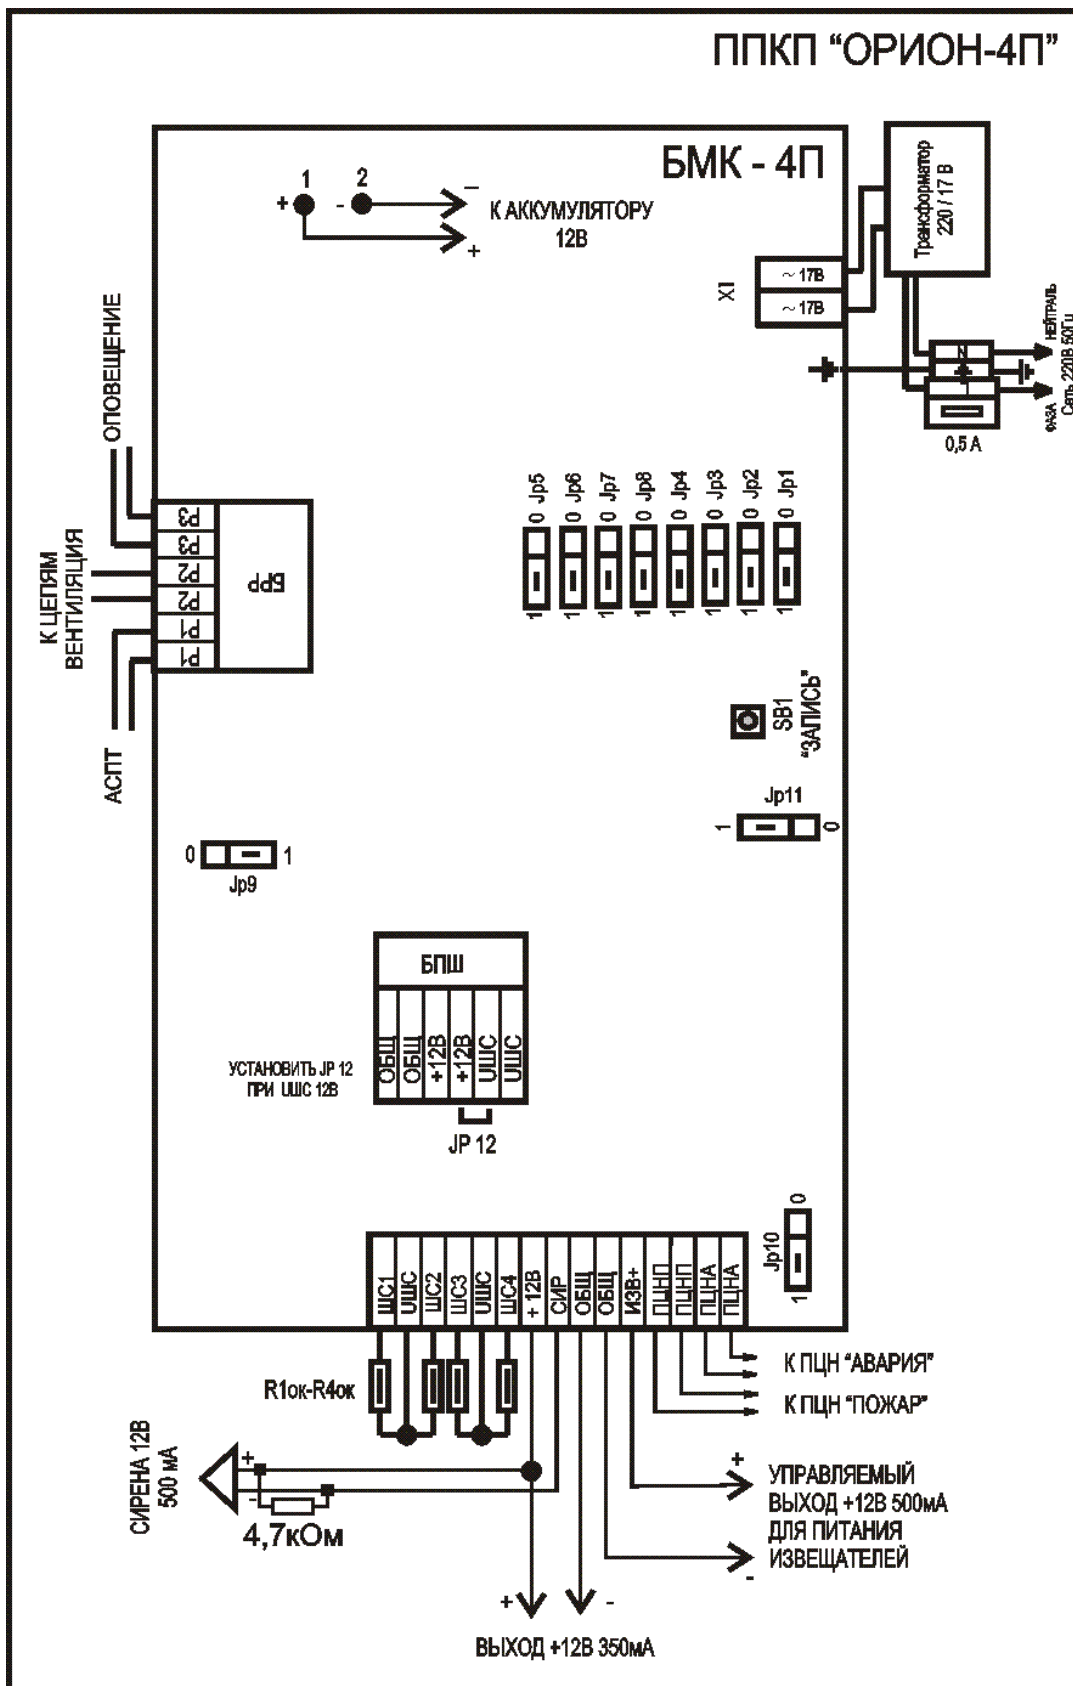 ППКП “ОРИОН-4П”
БМК - 4П
1
2
+
-
–
+
К АККУМУЛЯТОРУ
12В
Трансформатор
220 / 17 В
X1
~ 17В
~ 17В
НЕЙТРАЛЬ
ФАЗА
Сеть 220В 50Гц
N
L
0,5 А
ОПОВЕЩЕНИЕ
К ЦЕПЯМ
ВЕНТИЛЯЦИЯ
АСПТ
Р3
Р3
Р2
Р2
Р1
Р1
БРР
0 Jp5
0 Jp6
0 Jp7
0 Jp8
0 Jp4
0 Jp3
0 Jp2
0 Jp1
1
1
1
1
1
1
1
1
SB1
“ЗАПИСЬ”
Jp11
1
0
0
1
Jp9
БПШ
ОБЩ
ОБЩ
+12В
+12В
UШС
UШС
УСТАНОВИТЬ JP 12
ПРИ UШС 12В
JP 12
0
Jp10
1
ШС1
UШС
ШС2
ШС3
UШС
ШС4
+ 12В
СИР
ОБЩ
ОБЩ
ИЗВ+
ПЦНП
ПЦНП
ПЦНА
ПЦНА
К ПЦН “АВАРИЯ”
К ПЦН “ПОЖАР”
R1ок-R4ок
СИРЕНА 12В
500 мА
+
-
4,7кОм
+
УПРАВЛЯЕМЫЙ
ВЫХОД +12В 500мА
ДЛЯ ПИТАНИЯ
ИЗВЕЩАТЕЛЕЙ
-
+
-
ВЫХОД +12В 350мА